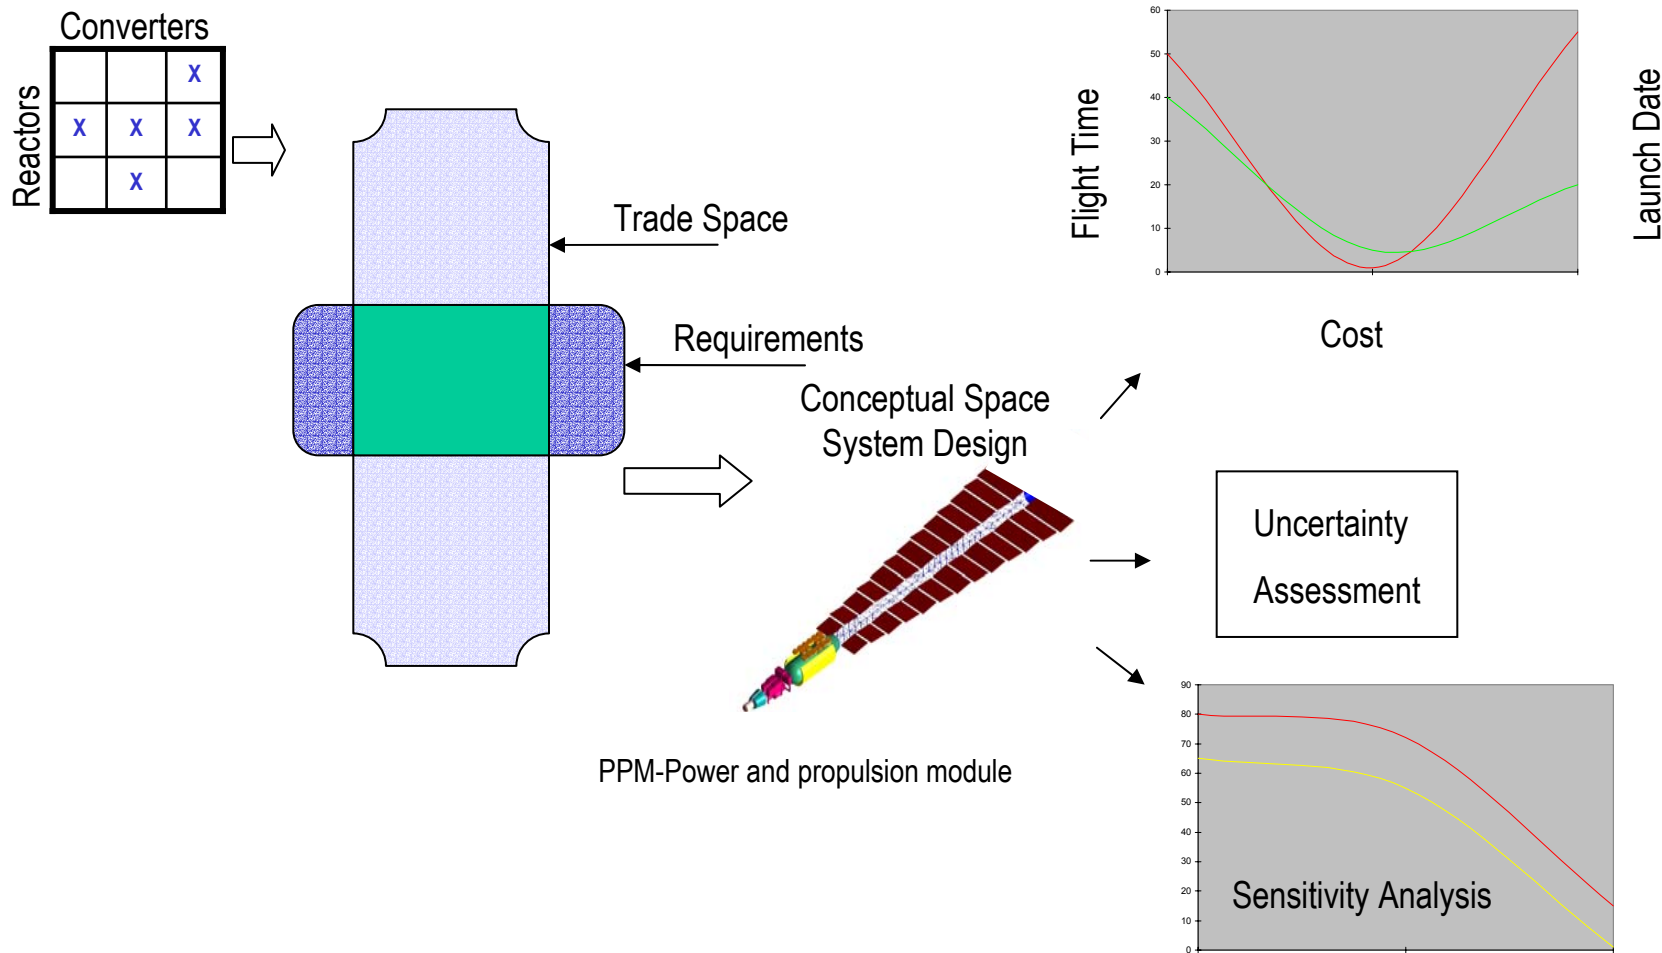 Converters
Reactors
X
X X X
X
Trade Space
Requirements
Conceptual Space
System Design
PPM-Power and propulsion module
60
50
40
30
20
10
0
Flight Time
Launch Date
Cost
Uncertainty
Assessment
90
80
70
60
50
40
30
20
10
0
Sensitivity Analysis